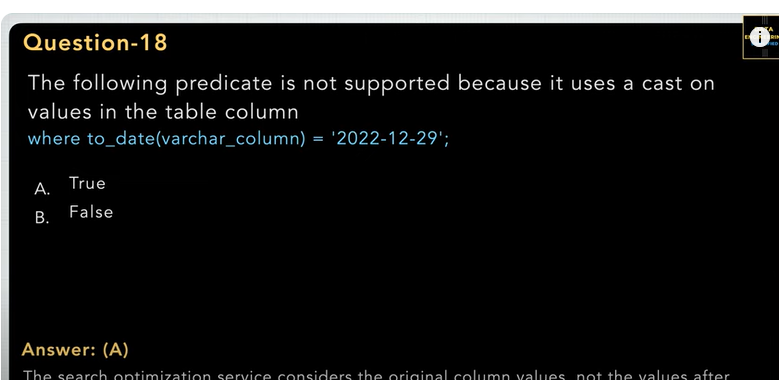 Question-18
The following predicate is not supported because it uses a cast on
values in the table column
where to_date(varchar_column) = '2022-12-29';
A. True
B. False
Answer: (A)
The search optimization service considers the original column values, not the values after